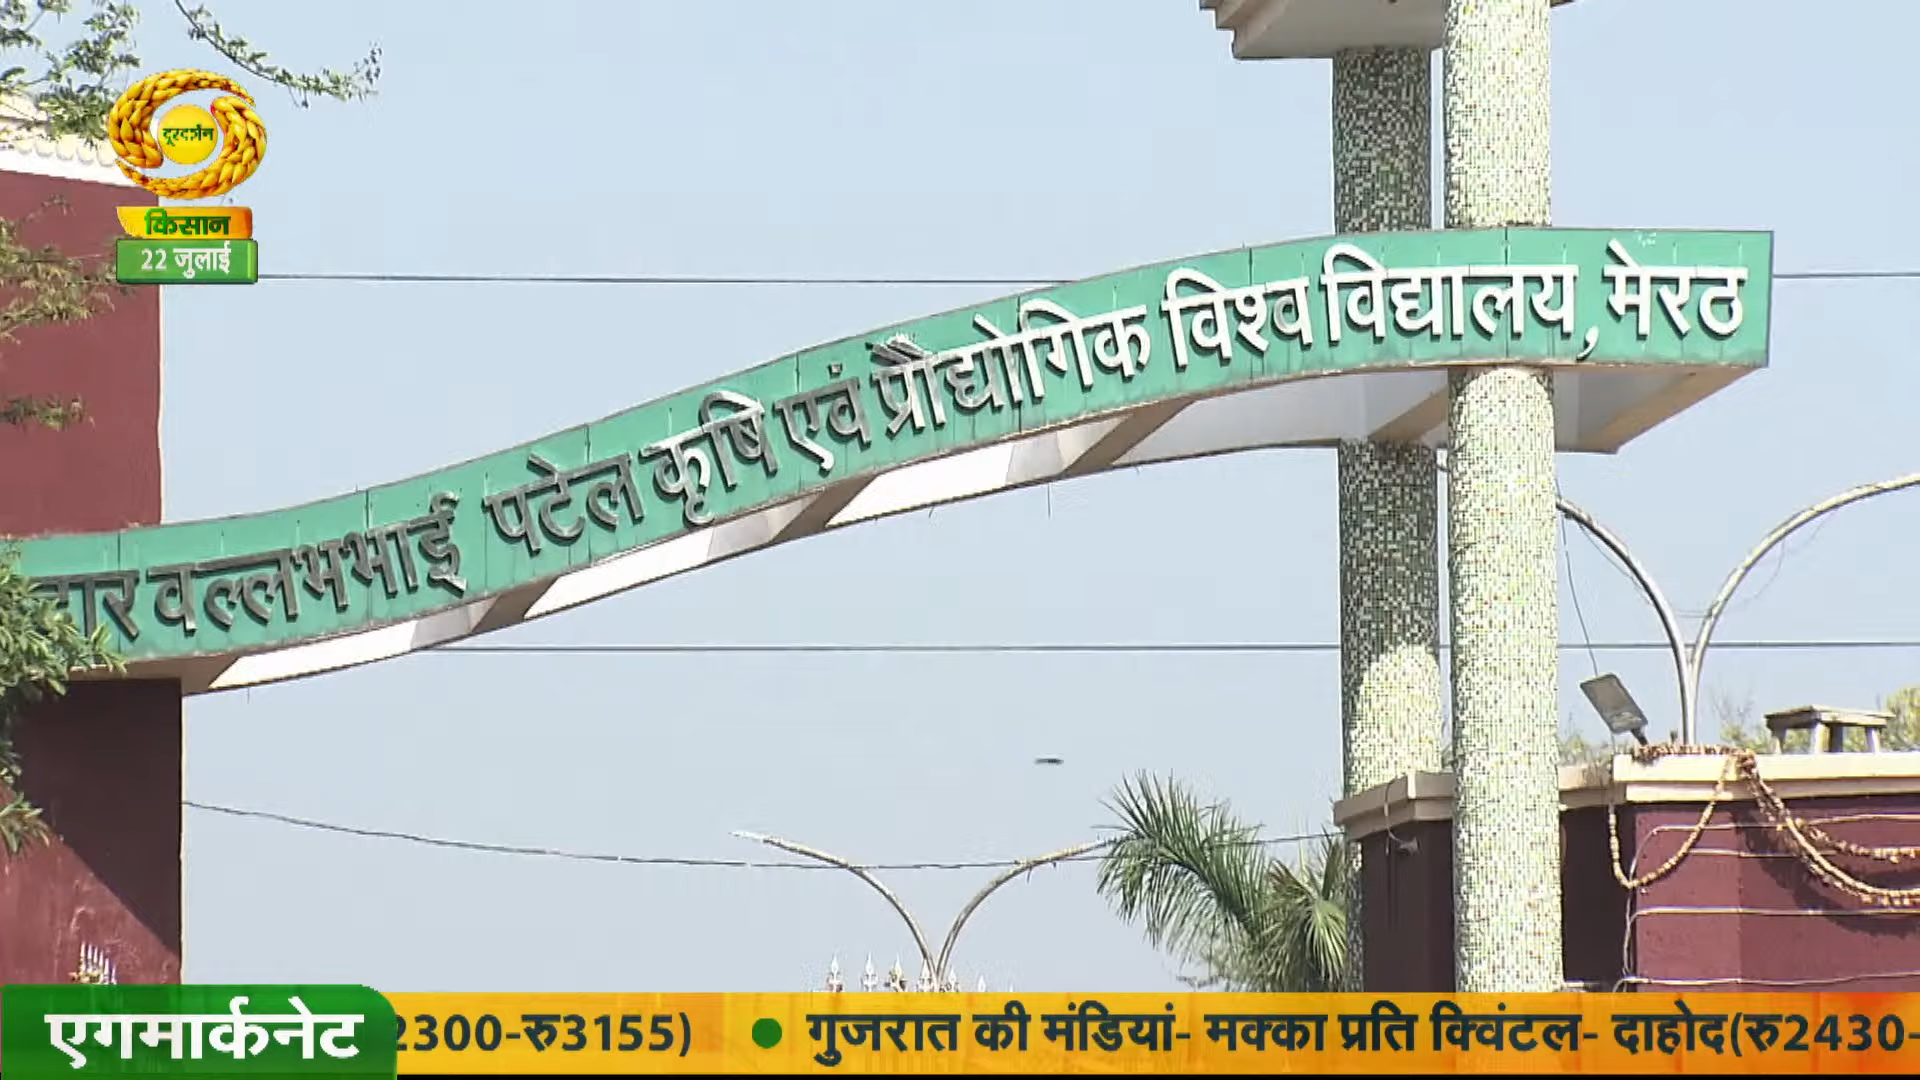 दूरदर्शन
किसान
22 जुलाई
वल्लभभाई पटेल कृषि एवं प्रौद्योगिक विश्व विद्यालय, मेरठ
एगमार्कनेट
2300-रु3155) ● गुजरात की मंडियां- मक्का प्रति क्विंटल- दाहोद(रु2430-